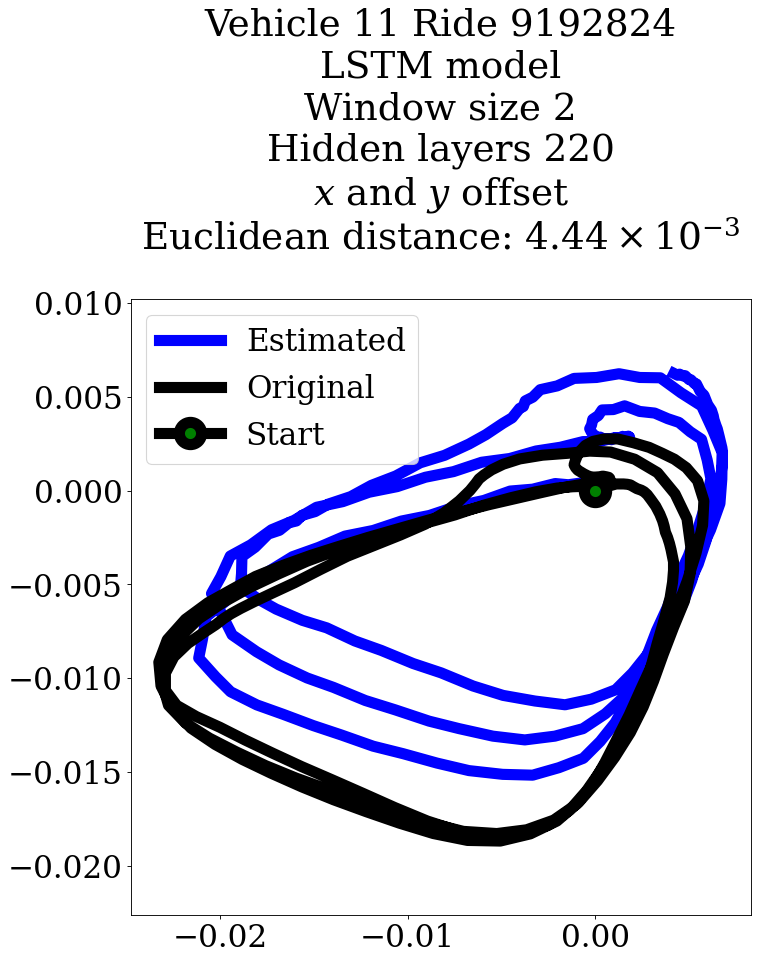 Vehicle 11 Ride 9192824
LSTM model
Window size 2
Hidden layers 220
x and y offset
Euclidean distance: 4.44 × 10⁻³
0.010
Estimated
0.005
Original
Start
0.000
−0.005
−0.010
−0.015
−0.020
−0.02
−0.01
0.00